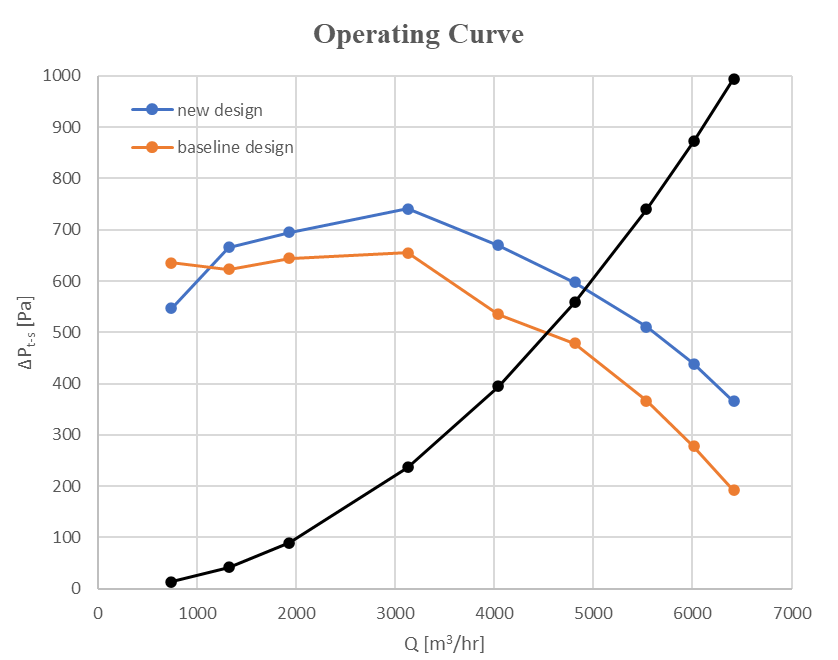 Operating Curve
1000
900
800
700
600
500
400
300
200
100
0
new design
baseline design
ΔPt-s [Pa]
0 1000 2000 3000 4000 5000 6000 7000
Q [m³/hr]